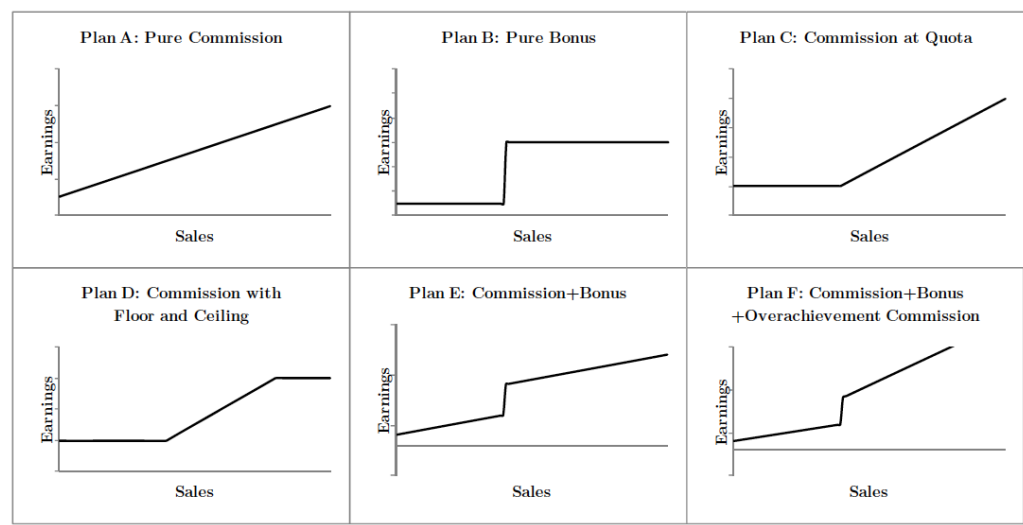 Plan A: Pure Commission
Earnings
Sales
Plan B: Pure Bonus
Earnings
Sales
Plan C: Commission at Quota
Earnings
Sales
Plan D: Commission with
Floor and Ceiling
Earnings
Sales
Plan E: Commission+Bonus
Earnings
Sales
Plan F: Commission+Bonus
+Overachievement Commission
Earnings
Sales